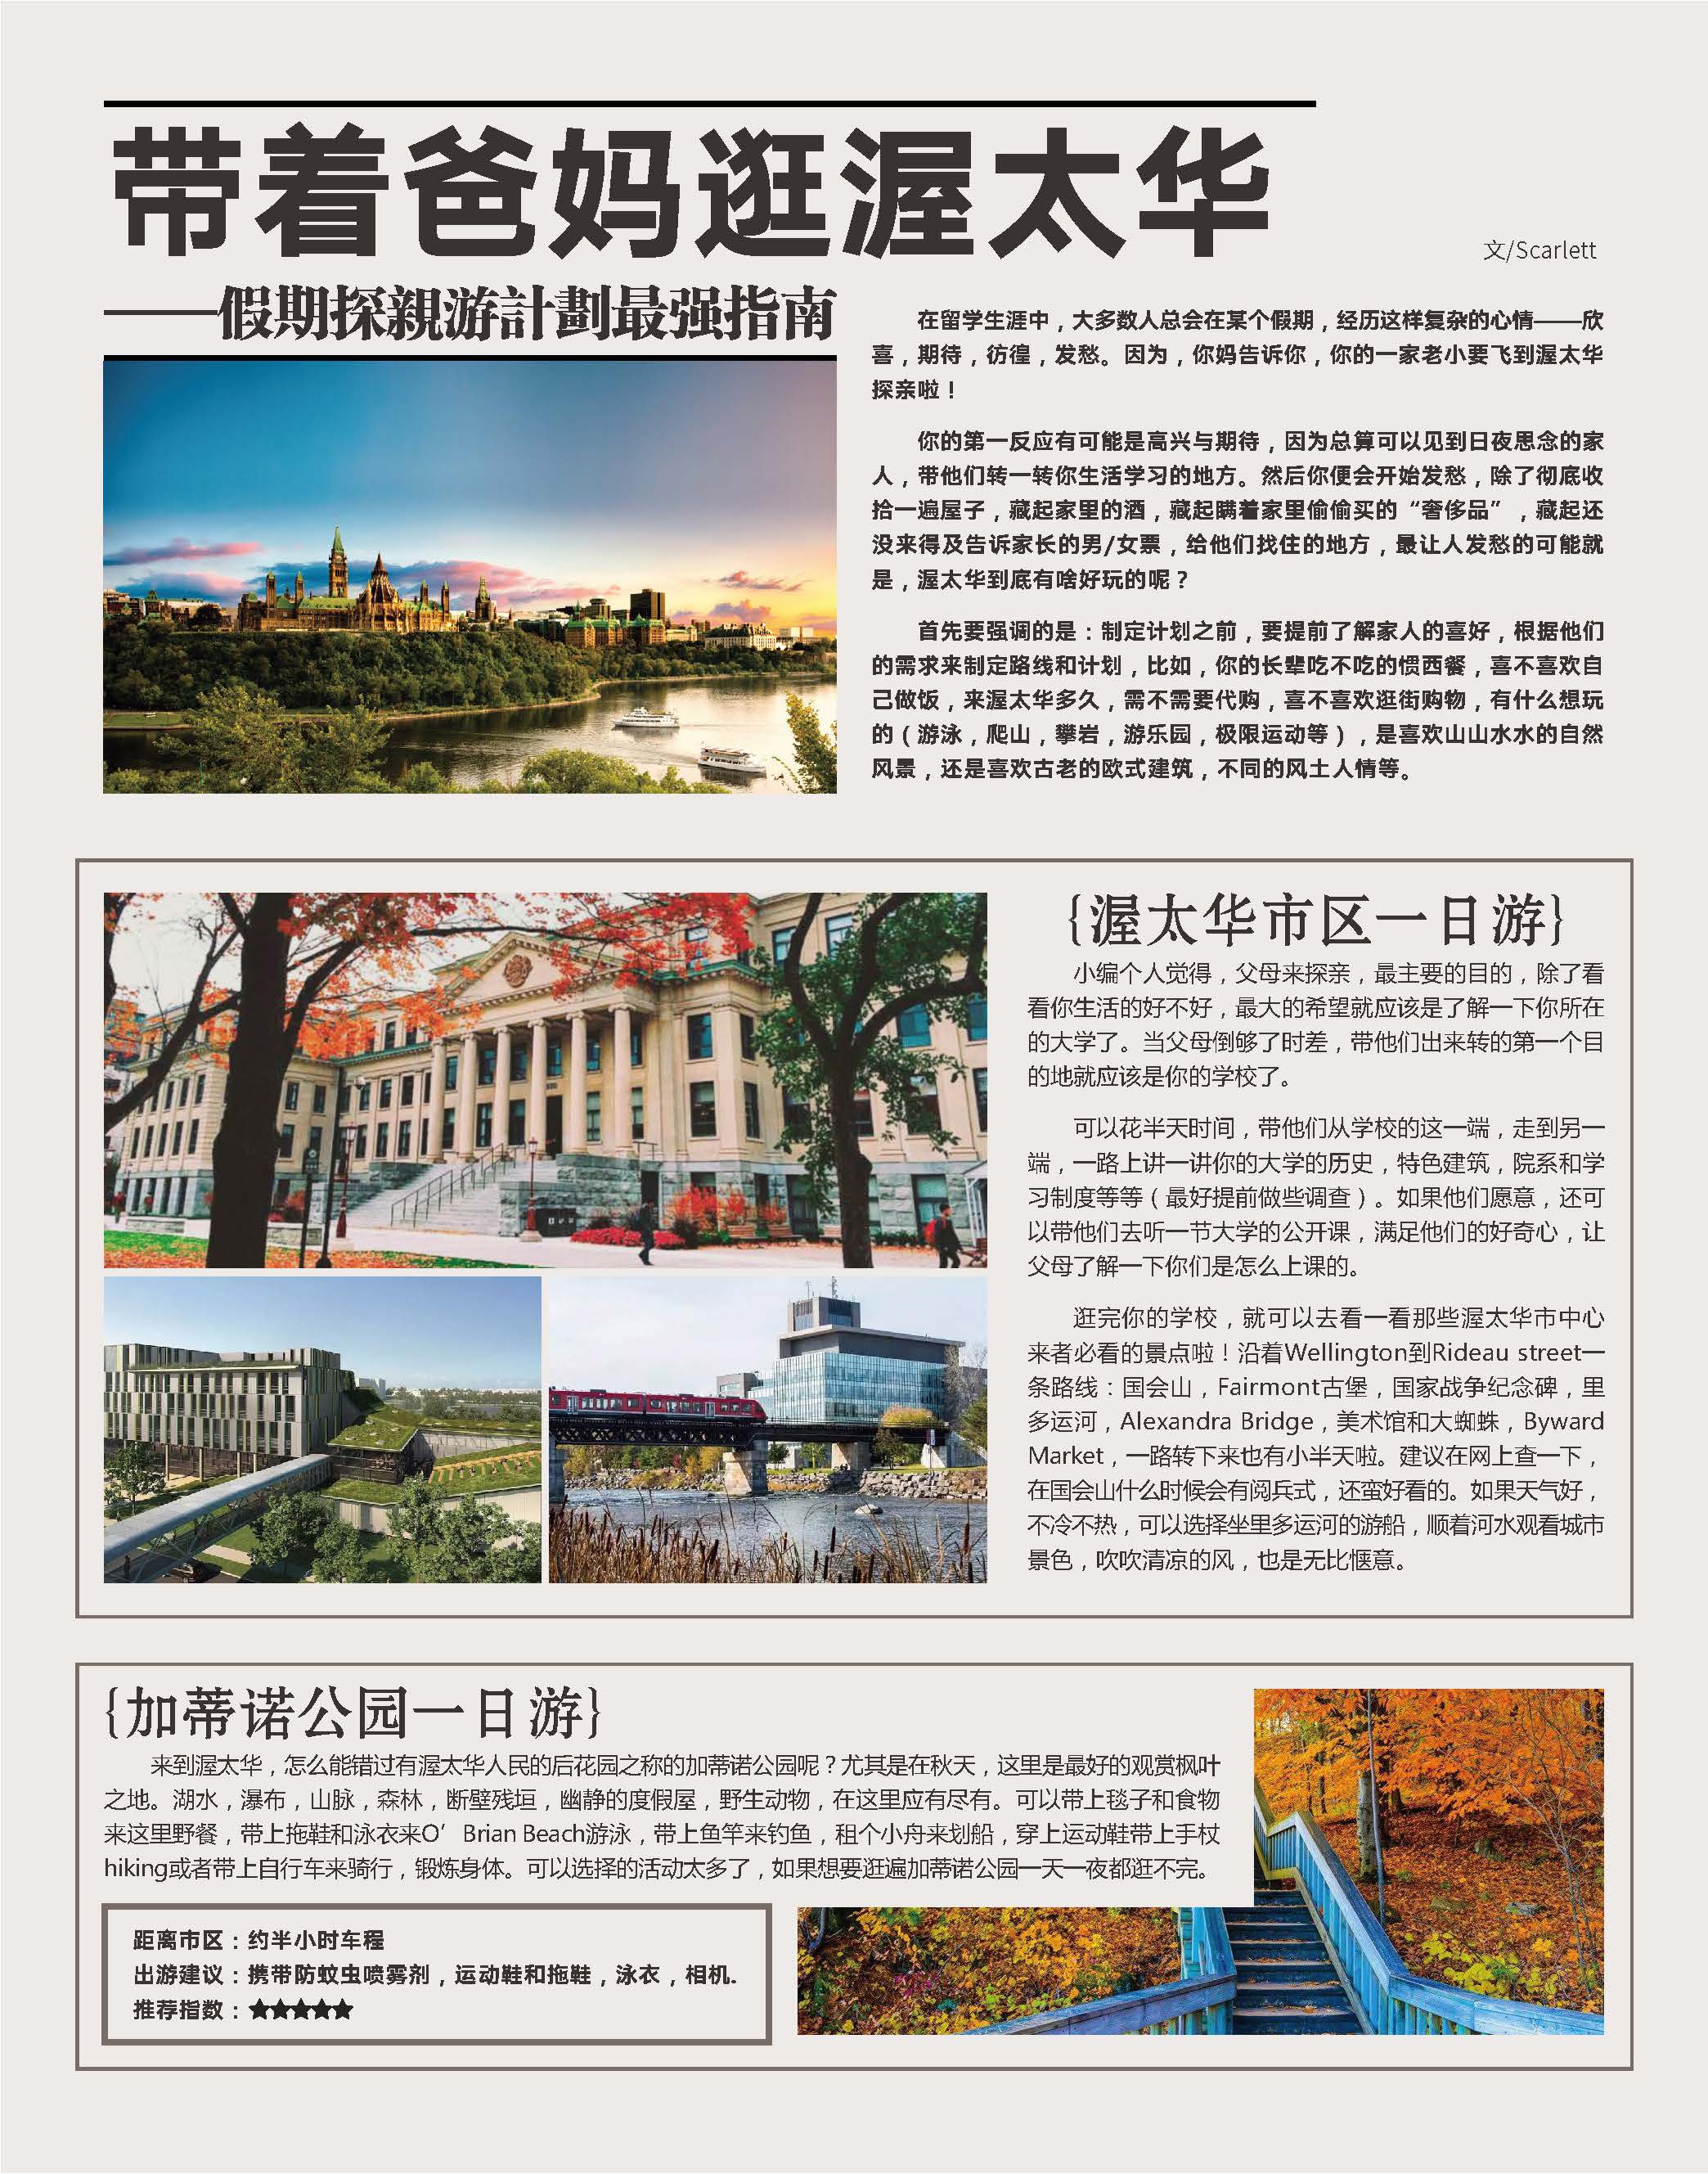 带着爸妈逛渥太华
文/Scarlett
——假期探親游計劃最强指南
在留学生涯中，大多数人总会在某个假期，经历这样复杂的心情——欣
喜，期待，彷徨，发愁。因为，你妈告诉你，你的一家老小要飞到渥太华
探亲啦！
你的第一反应有可能是高兴与期待，因为总算可以见到日夜思念的家
人，带他们转一转你生活学习的地方。然后你便会开始发愁，除了彻底收
拾一遍屋子，藏起家里的酒，藏起瞒着家里偷偷买的“奢侈品”，藏起还
没来得及告诉家长的男/女票，给他们找住的地方，最让人发愁的可能就
是，渥太华到底有啥好玩的呢？
首先要强调的是：制定计划之前，要提前了解家人的喜好，根据他们
的需求来制定路线和计划，比如，你的长辈吃不吃的惯西餐，喜不喜欢自
己做饭，来渥太华多久，需不需要代购，喜不喜欢逛街购物，有什么想玩
的（游泳，爬山，攀岩，游乐园，极限运动等），是喜欢山山水水的自然
风景，还是喜欢古老的欧式建筑，不同的风土人情等。
{渥太华市区一日游}
小编个人觉得，父母来探亲，最主要的目的，除了看
看你生活的好不好，最大的希望就应该是了解一下你所在
的大学了。当父母倒够了时差，带他们出来转的第一个目
的地就应该是你的学校了。
可以花半天时间，带他们从学校的这一端，走到另一
端，一路上讲一讲你的大学的历史，特色建筑，院系和学
习制度等等（最好提前做些调查）。如果他们愿意，还可
以带他们去听一节大学的公开课，满足他们的好奇心，让
父母了解一下你们是怎么上课的。
逛完你的学校，就可以去看一看那些渥太华市中心
来者必看的景点啦！沿着Wellington到Rideau street一
条路线：国会山，Fairmont古堡，国家战争纪念碑，里
多运河，Alexandra Bridge，美术馆和大蜘蛛，Byward
Market，一路转下来也有小半天啦。建议在网上查一下，
在国会山什么时候会有阅兵式，还蛮好看的。如果天气好，
不冷不热，可以选择坐里多运河的游船，顺着河水观看城市
景色，吹吹清凉的风，也是无比惬意。
{加蒂诺公园一日游}
来到渥太华，怎么能错过有渥太华人民的后花园之称的加蒂诺公园呢？尤其是在秋天，这里是最好的观赏枫叶
之地。湖水，瀑布，山脉，森林，断壁残垣，幽静的度假屋，野生动物，在这里应有尽有。可以带上毯子和食物
来这里野餐，带上拖鞋和泳衣来O’Brian Beach游泳，带上鱼竿来钓鱼，租个小舟来划船，穿上运动鞋带上手杖
hiking或者带上自行车来骑行，锻炼身体。可以选择的活动太多了，如果想要逛遍加蒂诺公园一天一夜都逛不完。
距离市区：约半小时车程
出游建议：携带防蚊虫喷雾剂，运动鞋和拖鞋，泳衣，相机.
推荐指数：★★★★★